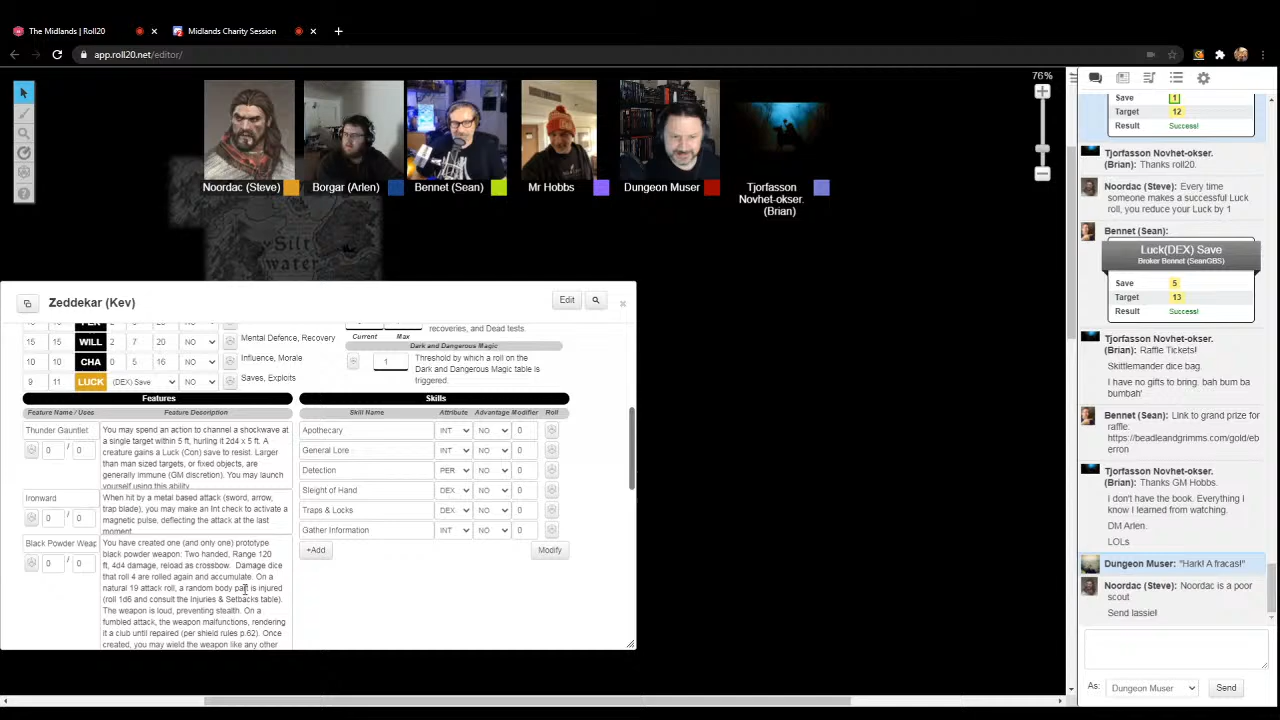 The Midlands | Roll20
Midlands Charity Session
app.roll20.net/editor/
76%
Noordac (Steve)
Borgar (Arlen)
Bennet (Sean)
Mr Hobbs
Dungeon Muser
Tjorfasson
Novhet-okser.
(Brian)
Silt
water
Zeddekar (Kev)
Edit
recoveries, and Dead tests.
15 15 WILL 2 7 20 NO
Mental Defence, Recovery
10 10 CHA 0 5 16 NO
Influence, Morale
9 11 LUCK (DEX) Save NO
Saves, Exploits
Current Max
Dark and Dangerous Magic
1
Threshold by which a roll on the
Dark and Dangerous Magic table is
triggered.
Features
Feature Name / Uses Feature Description
Thunder Gauntlet
0 / 0
You may spend an action to channel a shockwave at
a single target within 5 ft, hurling it 2d4 x 5 ft. A
creature gains a Luck (Con) save to resist. Larger
than man sized targets, or fixed objects, are
generally immune (GM discretion). You may launch
yourself using this ability.
Ironward
0 / 0
When hit by a metal based attack (sword, arrow,
trap blade), you may make an Int check to activate a
magnetic pulse, deflecting the attack at the last
moment.
Black Powder Weap
0 / 0
You have created one (and only one) prototype
black powder weapon: Two handed, Range 120
ft, 4d4 damage, reload as crossbow. Damage dice
that roll 4 are rolled again and accumulate. On a
natural 19 attack roll, a random body part is injured
(roll 1d6 and consult the Injuries & Setbacks table).
The weapon is loud, preventing stealth. On a
fumbled attack, the weapon malfunctions, rendering
it a club until repaired (per shield rules p.62). Once
created, you may wield the weapon like any other
Skills
Skill Name Attribute Advantage Modifier Roll
Apothecary INT NO 0
General Lore INT NO 0
Detection PER NO 0
Sleight of Hand DEX NO 0
Traps & Locks DEX NO 0
Gather Information INT NO 0
+Add
Modify
Save 1
Target 12
Result Success!
Tjorfasson Novhet-okser.
(Brian): Thanks roll20.
Noordac (Steve): Every time
someone makes a successful Luck
roll, you reduce your Luck by 1
Bennet (Sean):
Luck(DEX) Save
Broker Bennet (SeanGBS)
Save 5
Target 13
Result Success!
Tjorfasson Novhet-okser.
(Brian): Raffle Tickets!
Skittlemander dice bag.
I have no gifts to bring. bah bum ba
bumbah'
Bennet (Sean): Link to grand prize for
raffle:
https://beadleandgrimms.com/gold/eb
erron
Tjorfasson Novhet-okser.
(Brian): Thanks GM Hobbs.
I don't have the book. Everything I
know I learned from watching.
DM Arlen.
LOLs
Dungeon Muser: "Hark! A fracas!"
Noordac (Steve): Noordac is a poor
scout
Send lassie!
As: Dungeon Muser
Send